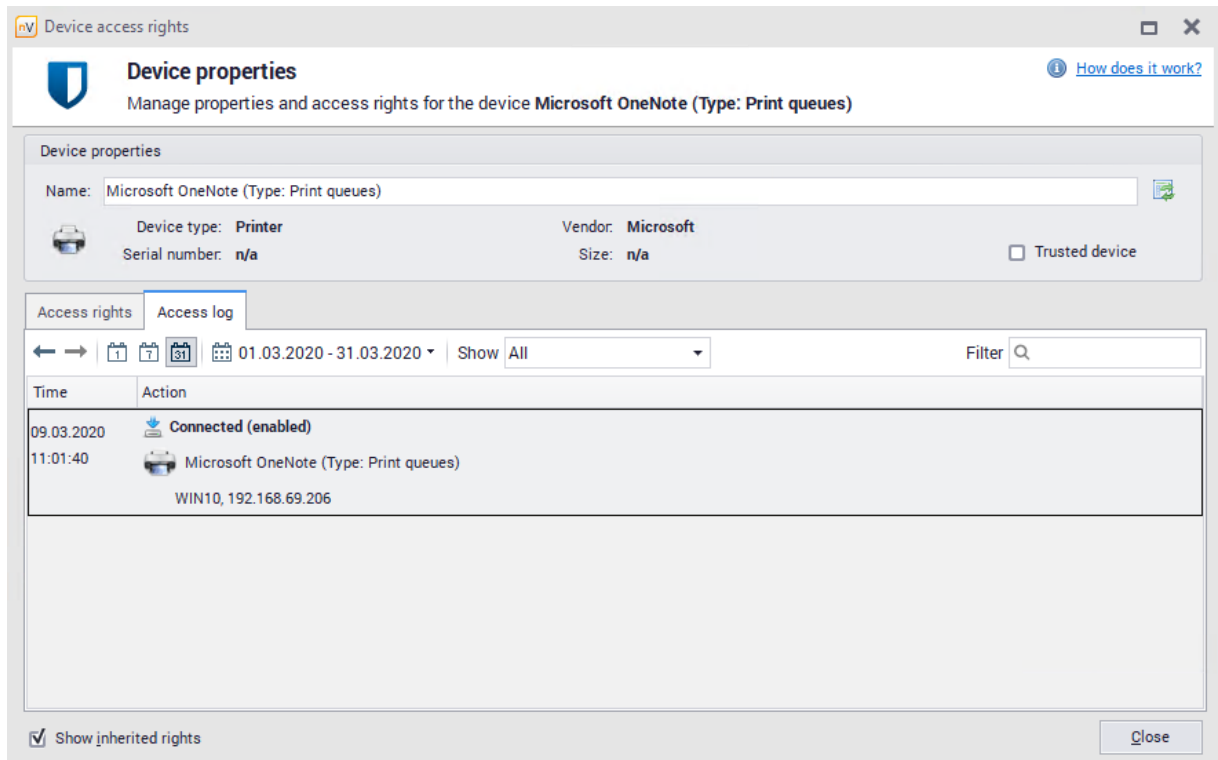 nV Device access rights
Device properties
How does it work?
Manage properties and access rights for the device Microsoft OneNote (Type: Print queues)
Device properties
Name: Microsoft OneNote (Type: Print queues)
Device type: Printer Vendor: Microsoft
Serial number: n/a Size: n/a Trusted device
Access rights Access log
1 7 31 01.03.2020 - 31.03.2020 Show All Filter
Time Action
09.03.2020 Connected (enabled)
11:01:40 Microsoft OneNote (Type: Print queues)
WIN10, 192.168.69.206
Show inherited rights Close